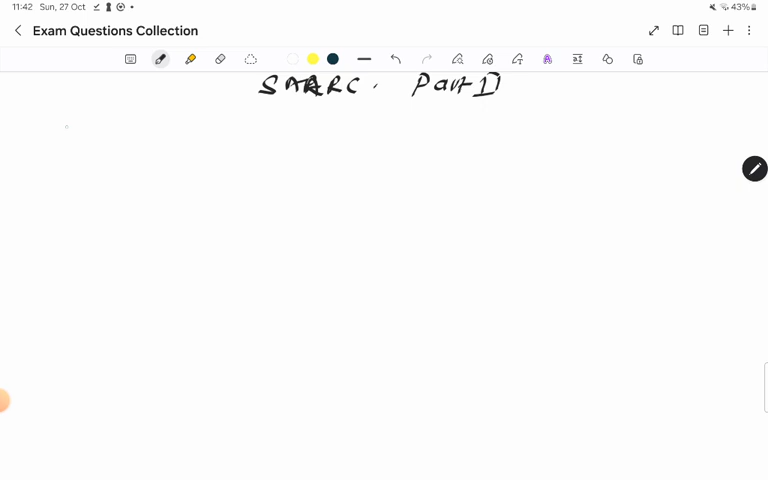 11:42 Sun, 27 Oct 43%
Exam Questions Collection
SAARC. Part II